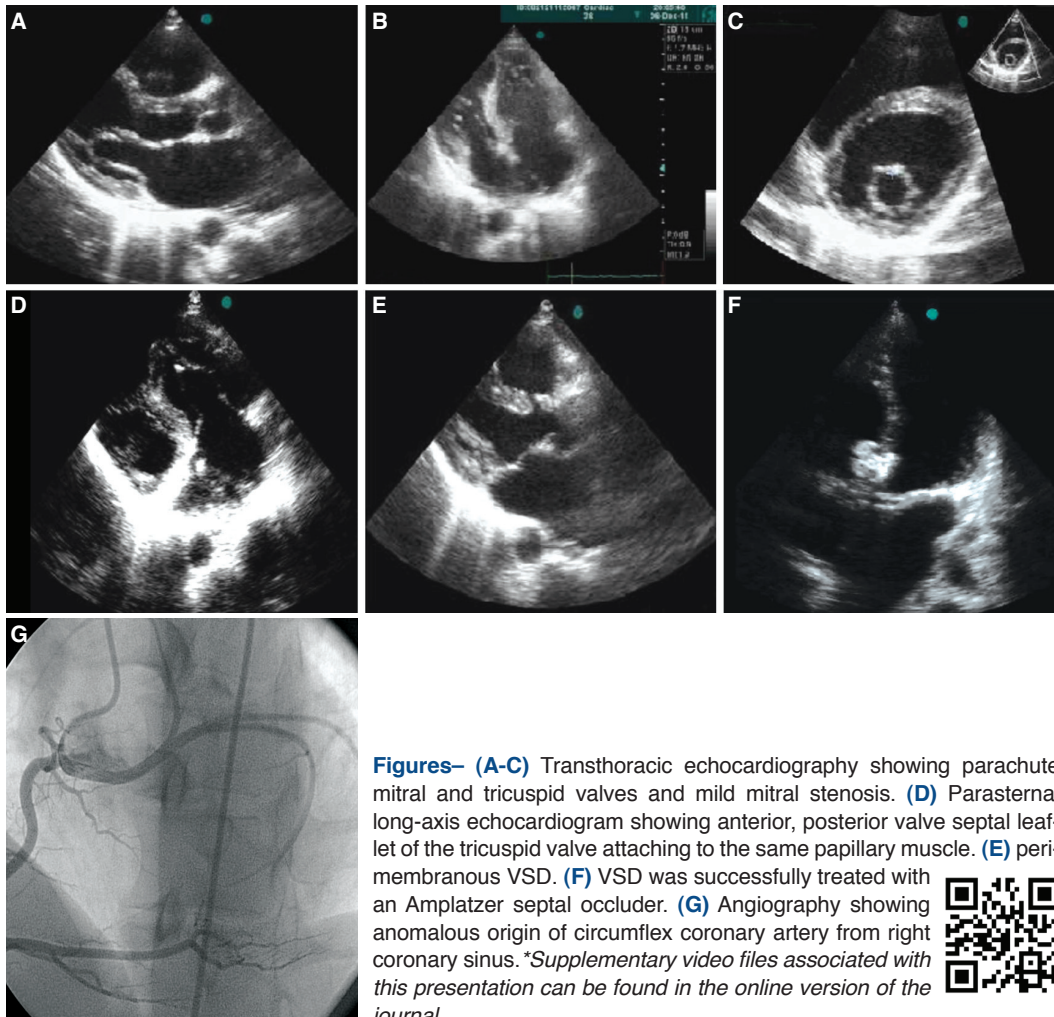 A
B
Cardiac
C
D
E
F
G
Figures– (A-C) Transthoracic echocardiography showing parachute
mitral and tricuspid valves and mild mitral stenosis. (D) Parasternal
long-axis echocardiogram showing anterior, posterior valve septal leaf-
let of the tricuspid valve attaching to the same papillary muscle. (E) peri-
membranous VSD. (F) VSD was successfully treated with
an Amplatzer septal occluder. (G) Angiography showing
anomalous origin of circumflex coronary artery from right
coronary sinus. *Supplementary video files associated with
this presentation can be found in the online version of the
journal